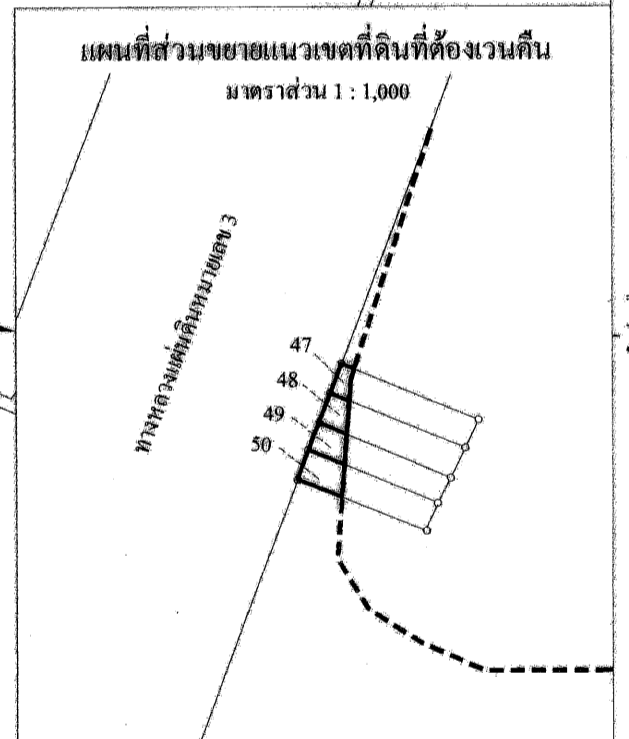 แผนที่ส่วนขยายแนวเขตที่ดินที่ต้องเวนคืน
มาตราส่วน 1 : 1,000
ทางหลวงแผ่นดินหมายเลข 3
47
48
49
50